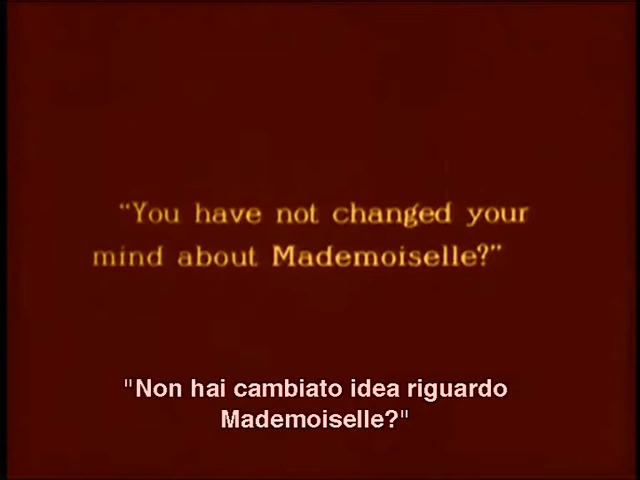 “You have not changed your
mind about Mademoiselle?”
"Non hai cambiato idea riguardo
Mademoiselle?"